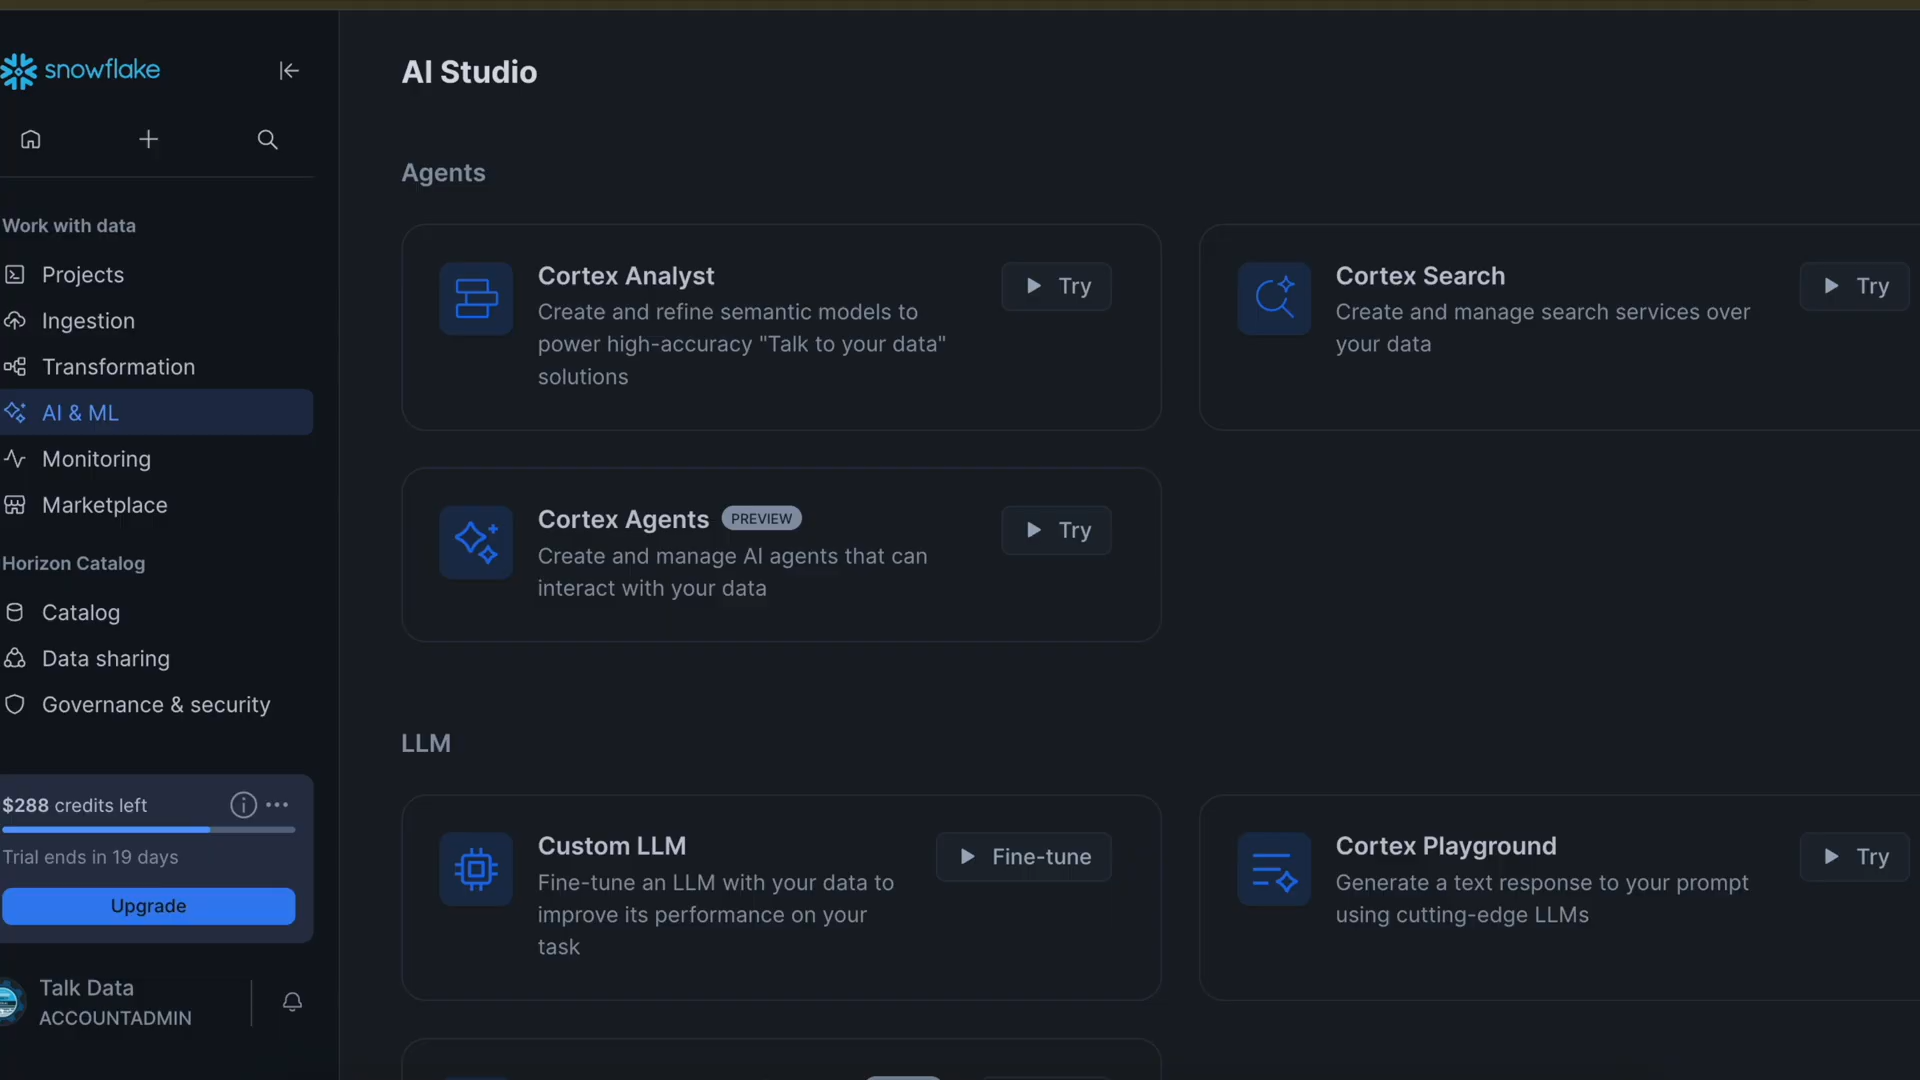 snowflake
Work with data
Projects
Ingestion
Transformation
AI & ML
Monitoring
Marketplace
Horizon Catalog
Catalog
Data sharing
Governance & security
$288 credits left
Trial ends in 19 days
Upgrade
Talk Data
ACCOUNTADMIN
AI Studio
Agents
Cortex Analyst
Create and refine semantic models to
power high-accuracy "Talk to your data"
solutions
Try
Cortex Search
Create and manage search services over
your data
Try
Cortex Agents PREVIEW
Create and manage AI agents that can
interact with your data
Try
LLM
Custom LLM
Fine-tune an LLM with your data to
improve its performance on your
task
Fine-tune
Cortex Playground
Generate a text response to your prompt
using cutting-edge LLMs
Try